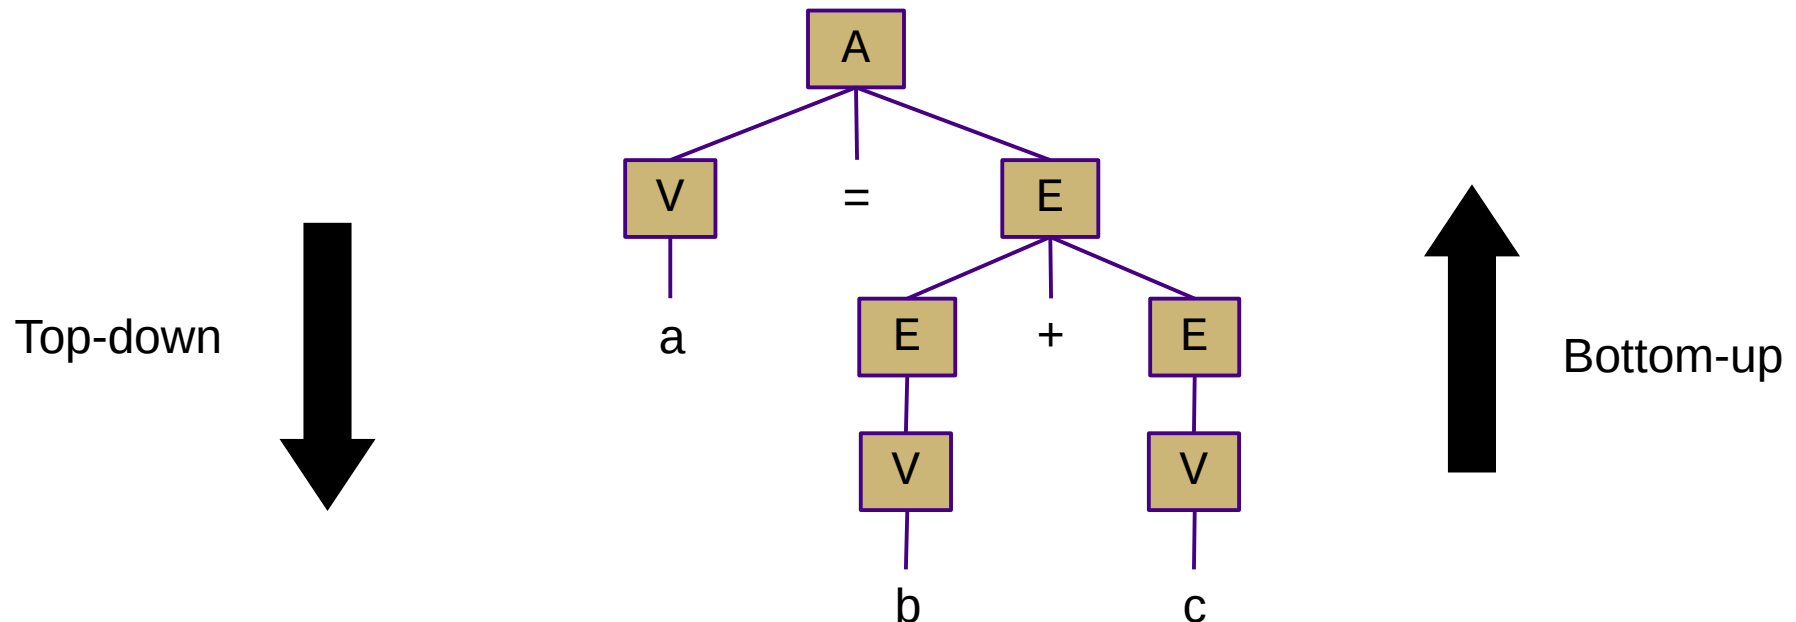 A
V = E
Top-down
a E + E
Bottom-up
V V
b c